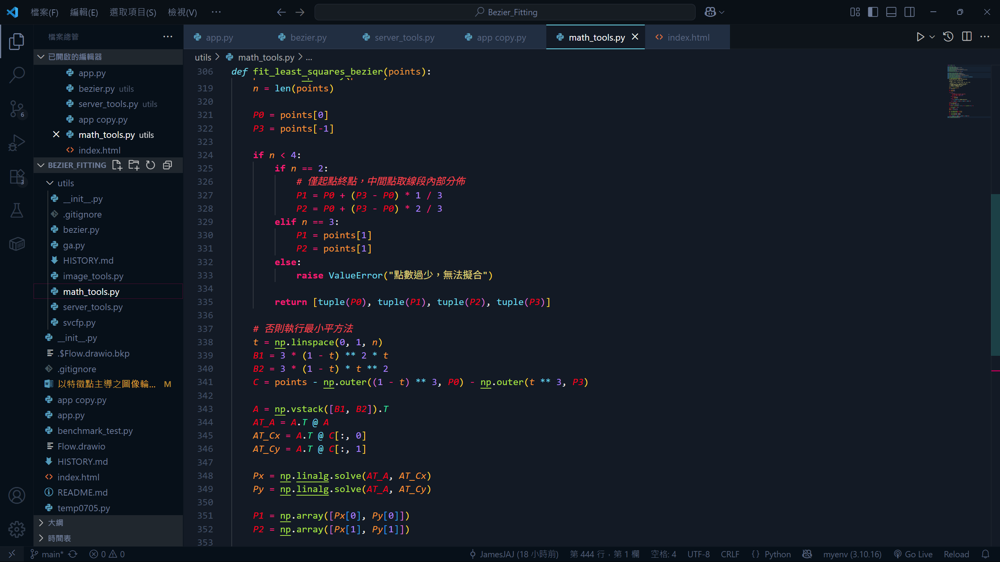 檔案(F) 編輯(E) 選取項目(S) 檢視(V) ... Bezier_Fitting
檔案總管 ...
已開啟的編輯器
app.py
bezier.py utils
server_tools.py utils
app copy.py
math_tools.py utils
index.html
BEZIER_FITTING
utils
__init__.py
.gitignore
bezier.py
ga.py
HISTORY.md
image_tools.py
math_tools.py
server_tools.py
svcfp.py
__init__.py
.$Flow.drawio.bkp
.gitignore
以特徵點主導之圖像輪... M
app copy.py
app.py
benchmark_test.py
Flow.drawio
HISTORY.md
index.html
README.md
temp0705.py
大綱
時間表
6
3
app.py bezier.py server_tools.py app copy.py math_tools.py index.html
utils > math_tools.py > ...
306 def fit_least_squares_bezier(points):
319 n = len(points)
320
321 P0 = points[0]
322 P3 = points[-1]
323
324 if n < 4:
325 if n == 2:
326 # 僅起點終點，中間點取線段內部分佈
327 P1 = P0 + (P3 - P0) * 1 / 3
328 P2 = P0 + (P3 - P0) * 2 / 3
329 elif n == 3:
330 P1 = points[1]
331 P2 = points[1]
332 else:
333 raise ValueError("點數過少，無法擬合")
334
335 return [tuple(P0), tuple(P1), tuple(P2), tuple(P3)]
336
337 # 否則執行最小平方法
338 t = np.linspace(0, 1, n)
339 B1 = 3 * (1 - t) ** 2 * t
340 B2 = 3 * (1 - t) * t ** 2
341 C = points - np.outer((1 - t) ** 3, P0) - np.outer(t ** 3, P3)
342
343 A = np.vstack([B1, B2]).T
344 AT_A = A.T @ A
345 AT_Cx = A.T @ C[:, 0]
346 AT_Cy = A.T @ C[:, 1]
347
348 Px = np.linalg.solve(AT_A, AT_Cx)
349 Py = np.linalg.solve(AT_A, AT_Cy)
350
351 P1 = np.array([Px[0], Py[0]])
352 P2 = np.array([Px[1], Py[1]])
353
main* 0 0 JamesJAJ (18 小時前) 第 444 行，第 1 欄 空格: 4 UTF-8 CRLF {} Python myenv (3.10.16) Go Live Reload